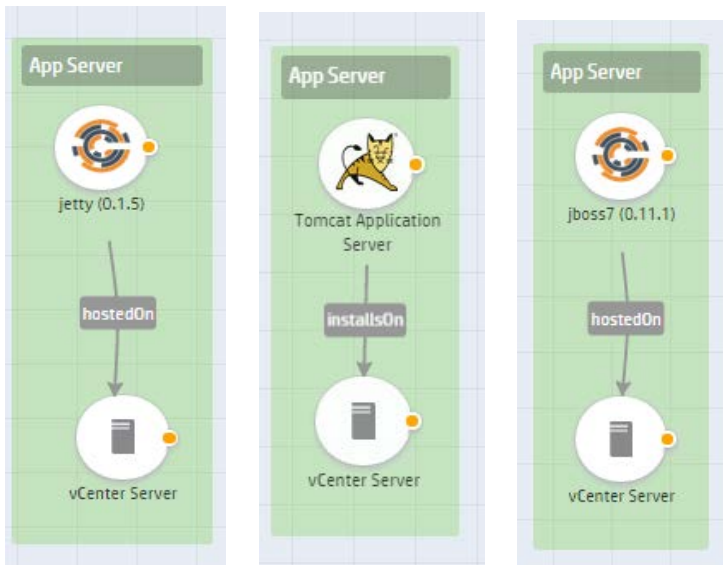 App Server
jetty (0.1.5)
hostedOn
vCenter Server
App Server
Tomcat Application
Server
installsOn
vCenter Server
App Server
jboss7 (0.11.1)
hostedOn
vCenter Server